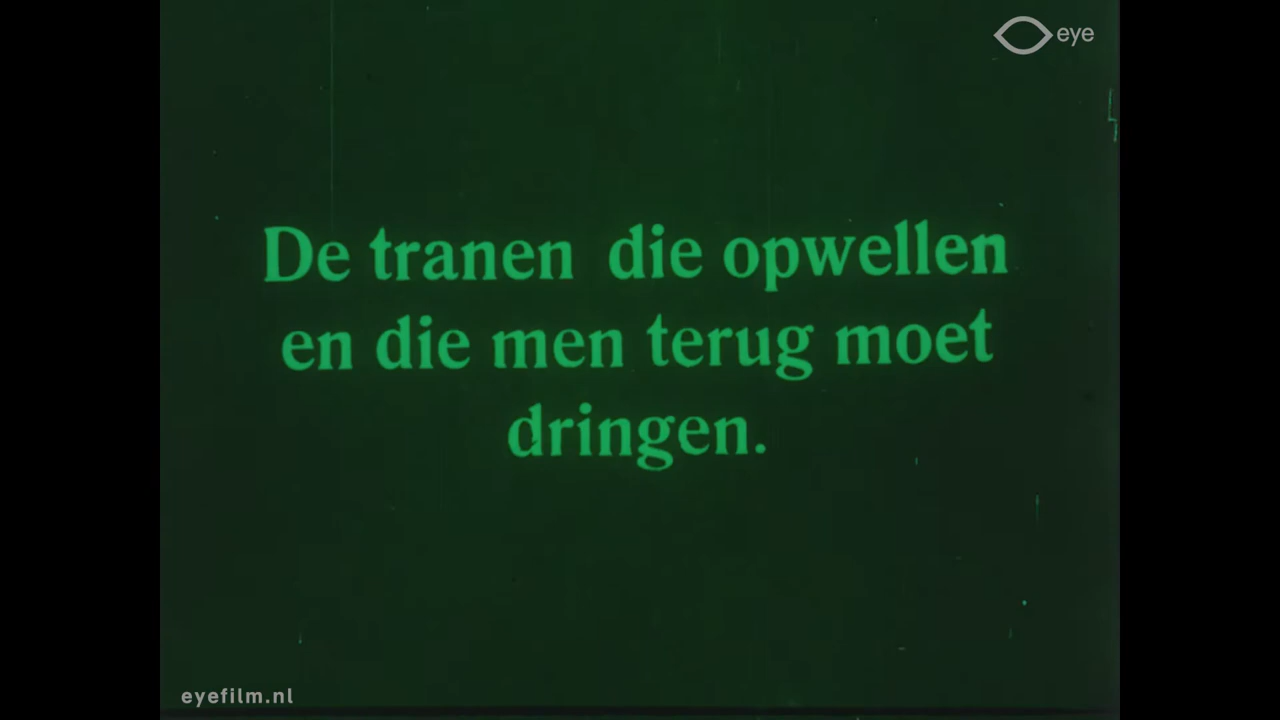 eye
De tranen die opwellen
en die men terug moet
dringen.
eyefilm.nl